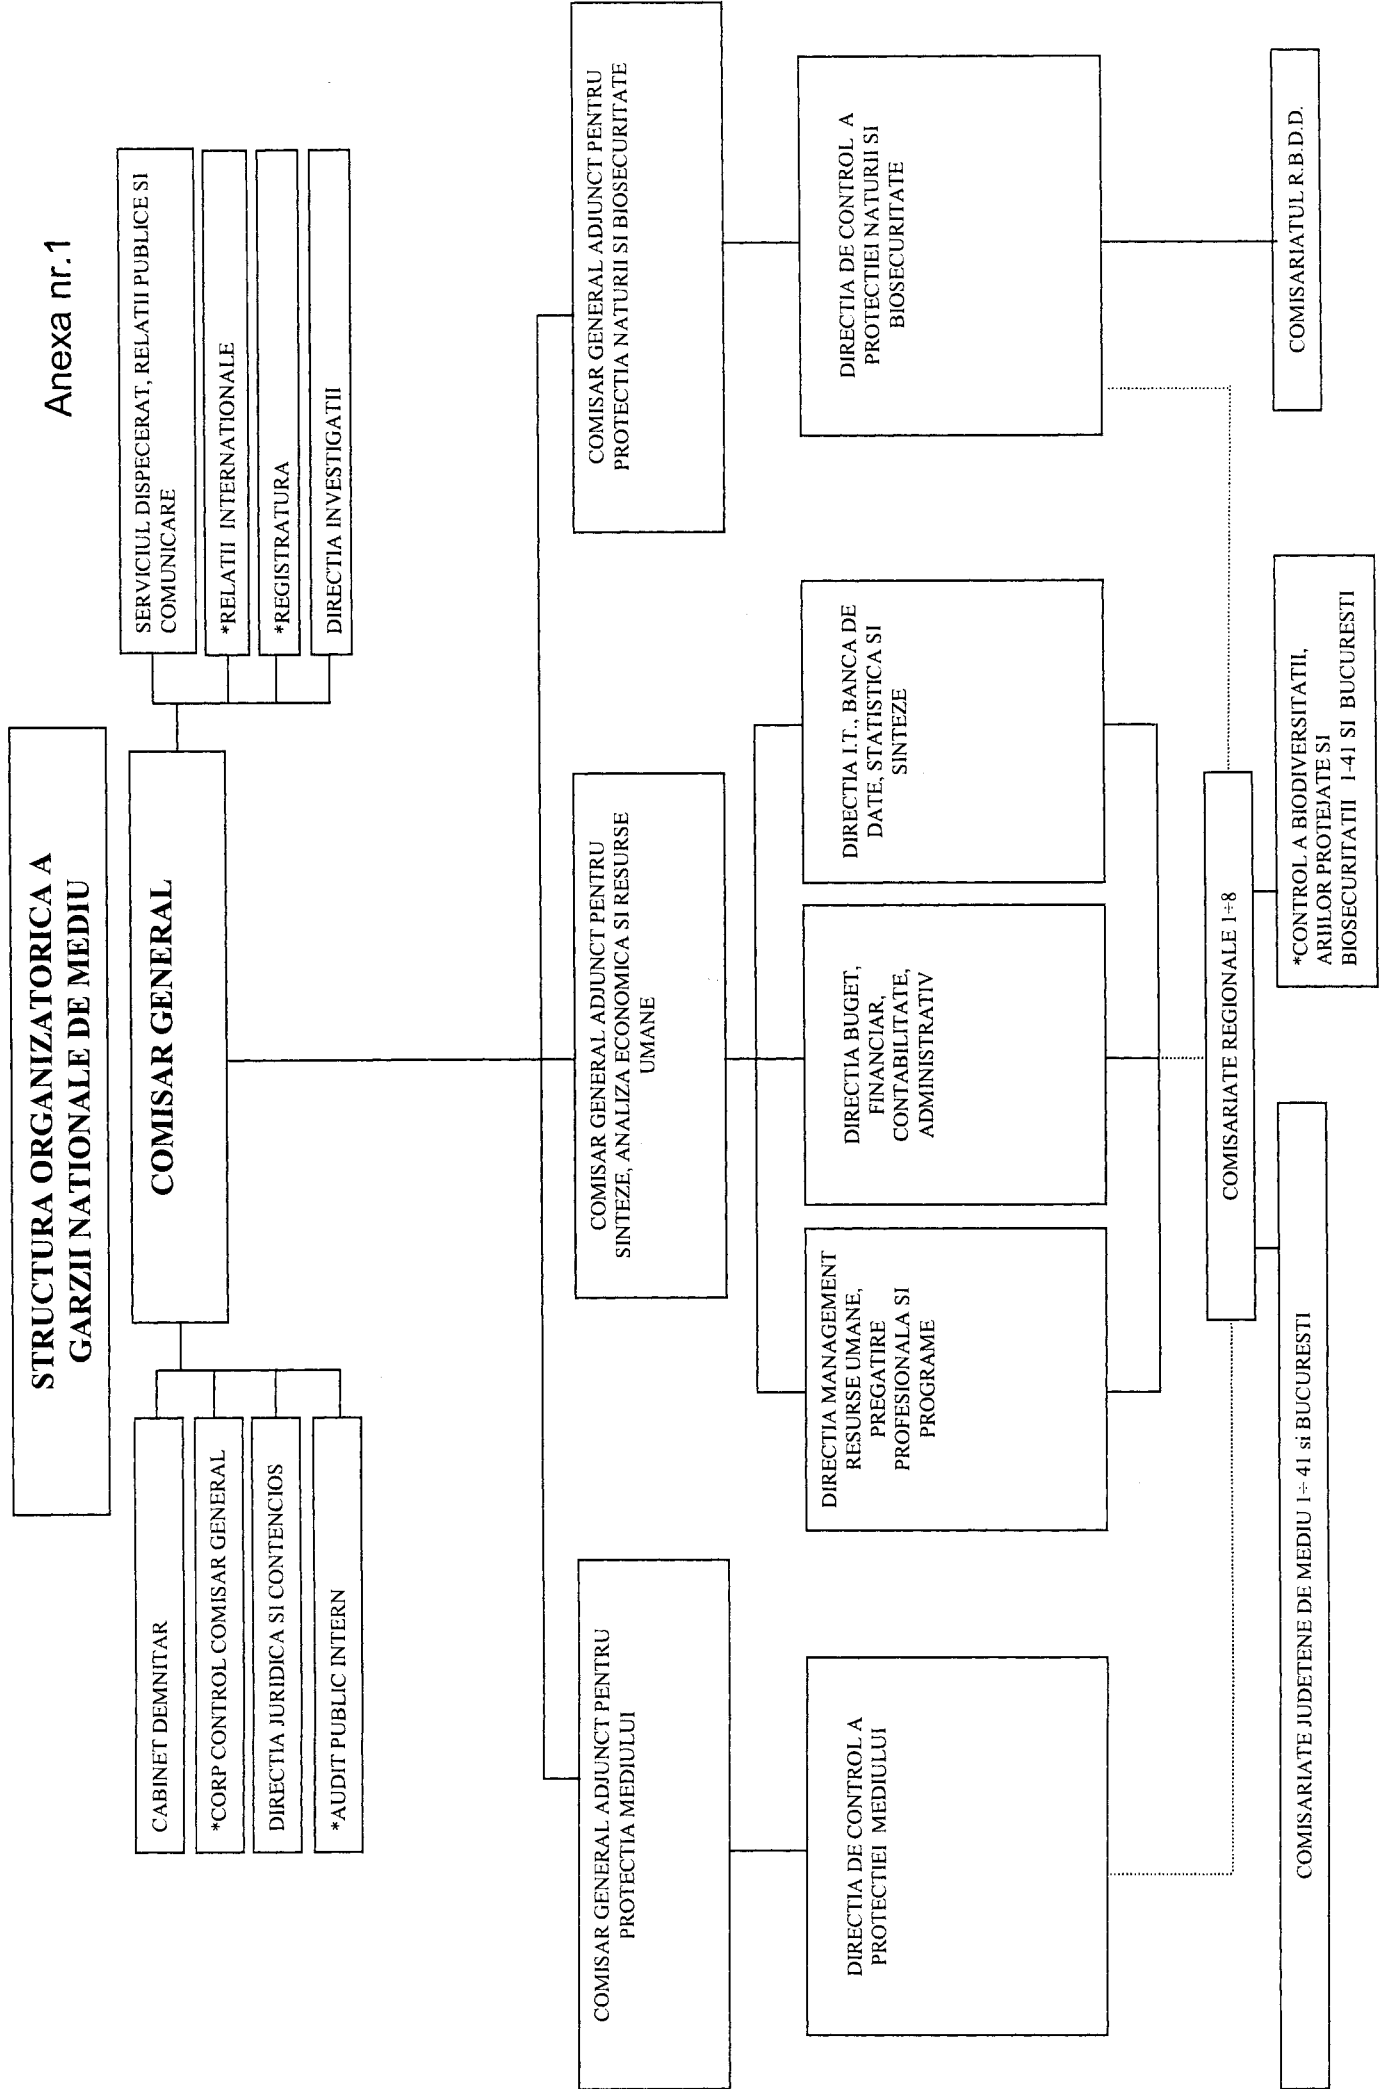 Anexa nr.1
STRUCTURA ORGANIZATORICA A
GARZII NATIONALE DE MEDIU
COMISAR GENERAL
CABINET DEMNITAR
*CORP CONTROL COMISAR GENERAL
DIRECTIA JURIDICA SI CONTENCIOS
*AUDIT PUBLIC INTERN
SERVICIUL DISPECERAT, RELATII PUBLICE SI
COMUNICARE
*RELATII INTERNATIONALE
*REGISTRATURA
DIRECTIA INVESTIGATII
COMISAR GENERAL ADJUNCT PENTRU
PROTECTIA MEDIULUI
COMISAR GENERAL ADJUNCT PENTRU
SINTEZE, ANALIZA ECONOMICA SI RESURSE
UMANE
COMISAR GENERAL ADJUNCT PENTRU
PROTECTIA NATURII SI BIOSECURITATE
DIRECTIA DE CONTROL A
PROTECTIEI MEDIULUI
DIRECTIA MANAGEMENT
RESURSE UMANE,
PREGATIRE
PROFESIONALA SI
PROGRAME
DIRECTIA BUGET,
FINANCIAR,
CONTABILITATE,
ADMINISTRATIV
DIRECTIA I.T., BANCA DE
DATE, STATISTICA SI
SINTEZE
DIRECTIA DE CONTROL A
PROTECTIEI NATURII SI
BIOSECURITATE
COMISARIATE REGIONALE 1÷8
COMISARIATE JUDETENE DE MEDIU 1÷ 41 si BUCURESTI
*CONTROL A BIODIVERSITATII,
ARIILOR PROTEJATE SI
BIOSECURITATII 1-41 SI BUCURESTI
COMISARIATUL R.B.D.D.